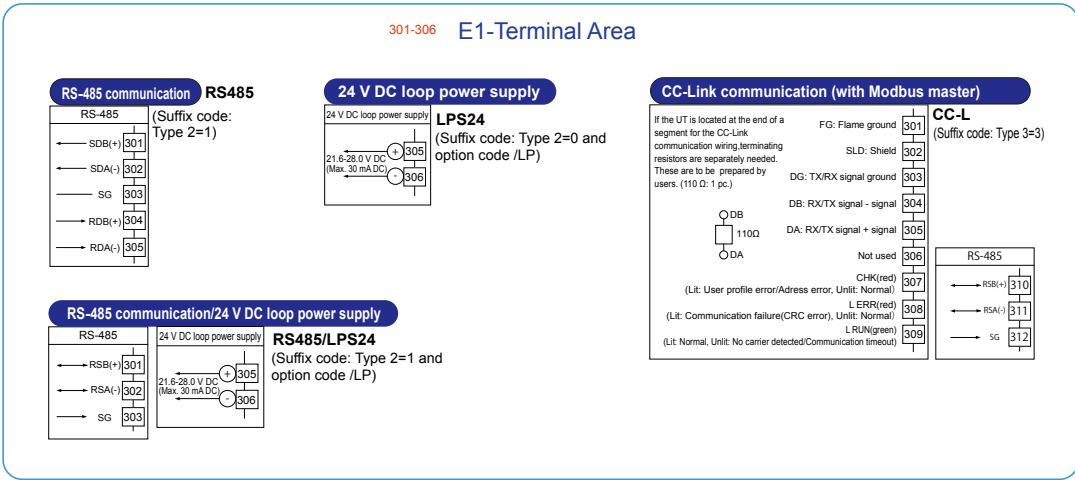 301-306 E1-Terminal Area
RS-485 communication RS485
(Suffix code:
Type 2=1)
RS-485
SDB(+) 301
SDA(-) 302
SG 303
RDB(+) 304
RDA(-) 305
24 V DC loop power supply
24 V DC loop power supply
LPS24
(Suffix code: Type 2=0 and
option code /LP)
21.6-28.0 V DC
(Max. 30 mA DC)
+ 305
- 306
CC-Link communication (with Modbus master)
CC-L
(Suffix code: Type 3=3)
If the UT is located at the end of a
segment for the CC-Link
communication wiring,terminating
resistors are separately needed.
These are to be prepared by
users. (110 Ω: 1 pc.)
DB
110Ω
DA
FG: Flame ground 301
SLD: Shield 302
DG: TX/RX signal ground 303
DB: RX/TX signal - signal 304
DA: RX/TX signal + signal 305
Not used 306
CHK(red) 307
(Lit: User profile error/Adress error, Unlit: Normal)
L ERR(red) 308
(Lit: Communication failure(CRC error), Unlit: Normal)
L RUN(green) 309
(Lit: Normal, Unlit: No carrier detected/Communication timeout)
RS-485
RSB(+) 310
RSA(-) 311
SG 312
RS-485 communication/24 V DC loop power supply
RS-485
RSB(+) 301
RSA(-) 302
SG 303
24 V DC loop power supply
21.6-28.0 V DC
(Max. 30 mA DC)
+ 305
- 306
RS485/LPS24
(Suffix code: Type 2=1 and
option code /LP)